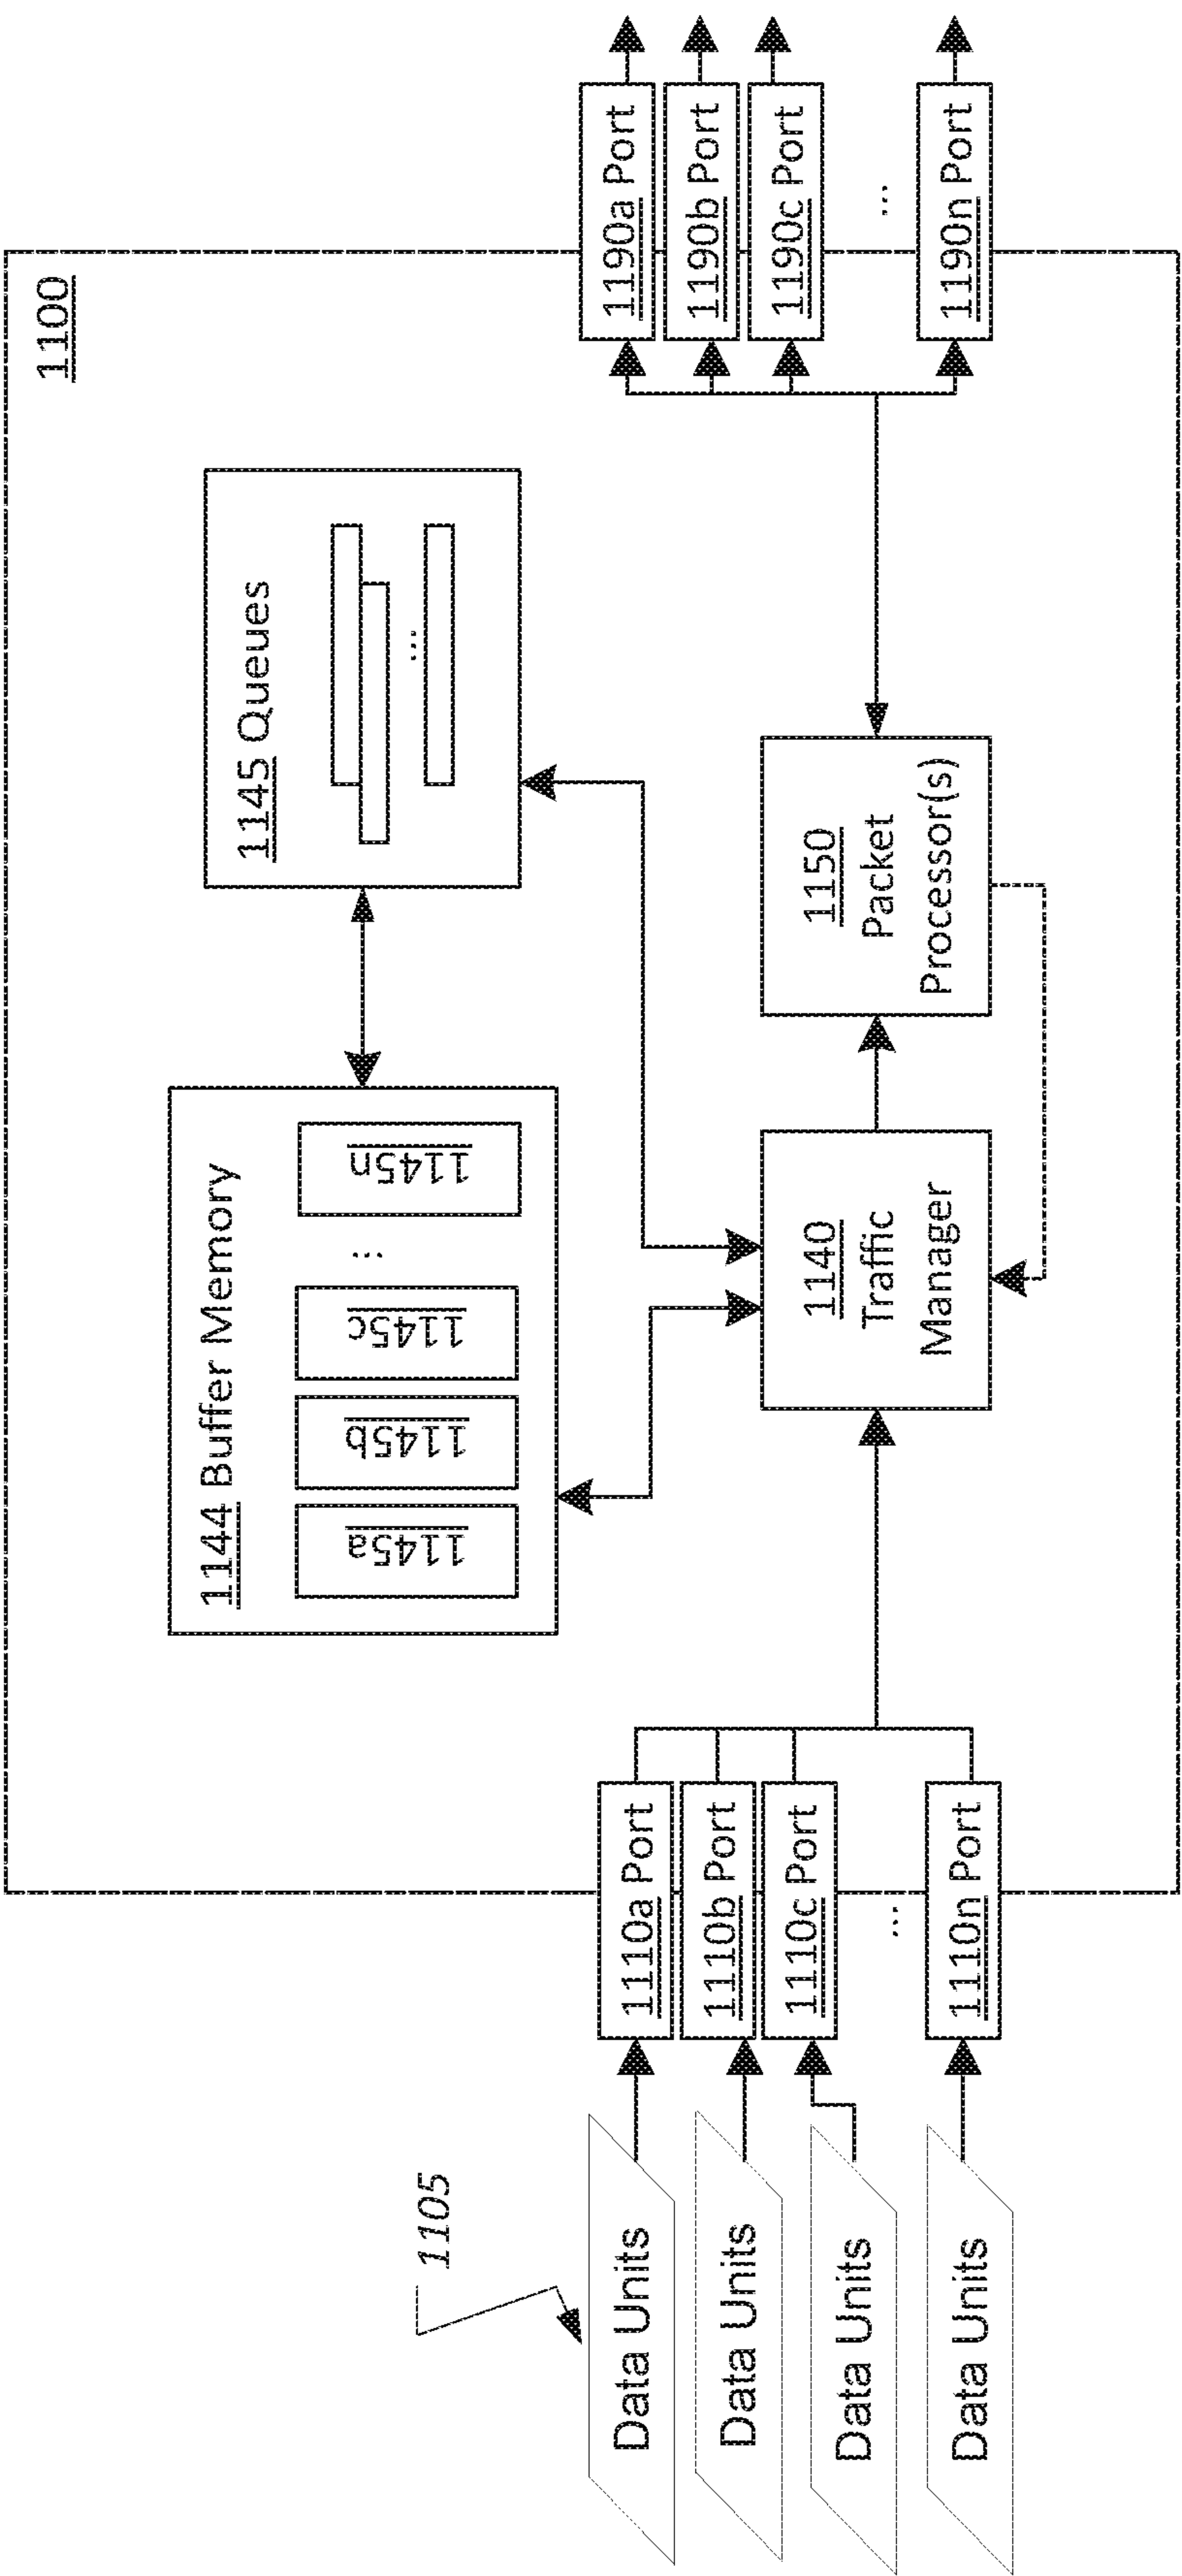 1100
1144 Buffer Memory
1145a
1145b
1145c
...
1145n
1145 Queues
...
1105
Data Units
Data Units
Data Units
Data Units
1110a Port
1110b Port
1110c Port
...
1110n Port
1140
Traffic
Manager
1150
Packet
Processor(s)
1190a Port
1190b Port
1190c Port
...
1190n Port